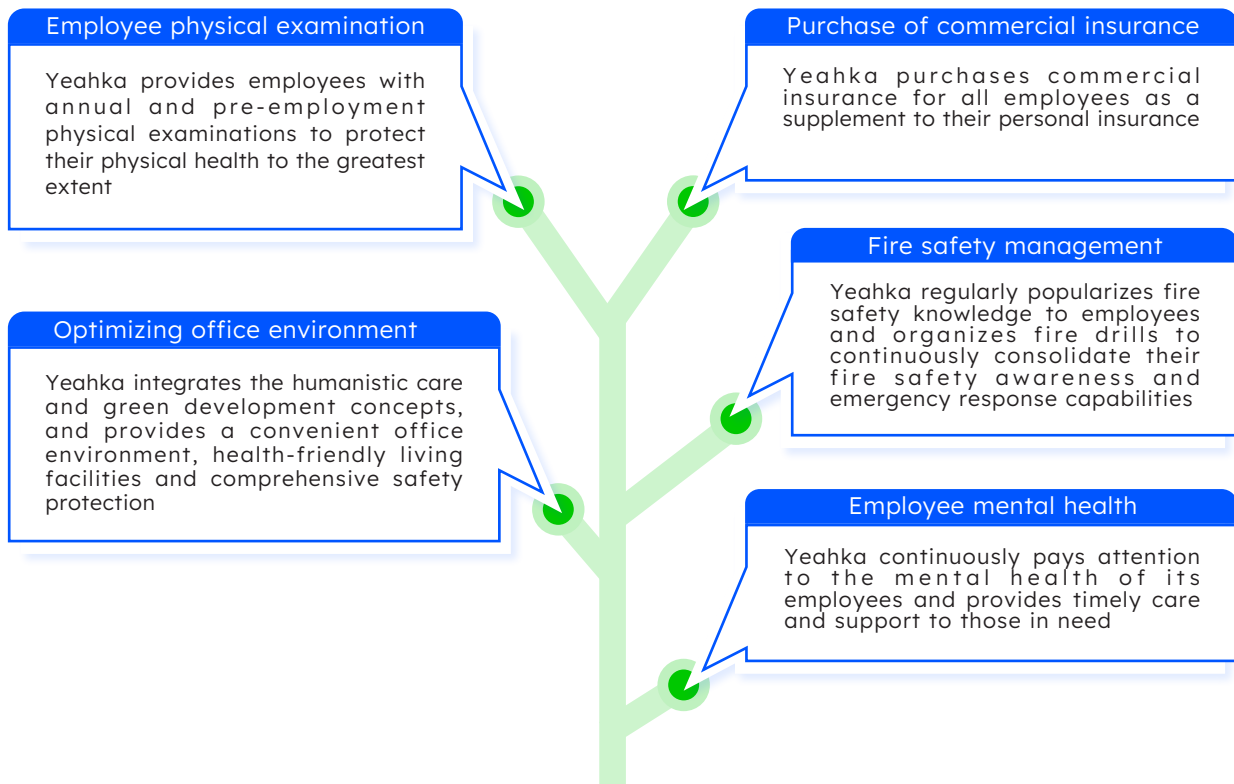 Employee physical examination
Yeahka provides employees with
annual and pre-employment
physical examinations to protect
their physical health to the greatest
extent
Purchase of commercial insurance
Yeahka purchases commercial
insurance for all employees as a
supplement to their personal insurance
Fire safety management
Yeahka regularly popularizes fire
safety knowledge to employees
and organizes fire drills to
continuously consolidate their
fire safety awareness and
emergency response capabilities
Optimizing office environment
Yeahka integrates the humanistic care
and green development concepts,
and provides a convenient office
environment, health-friendly living
facilities and comprehensive safety
protection
Employee mental health
Yeahka continuously pays attention
to the mental health of its
employees and provides timely care
and support to those in need